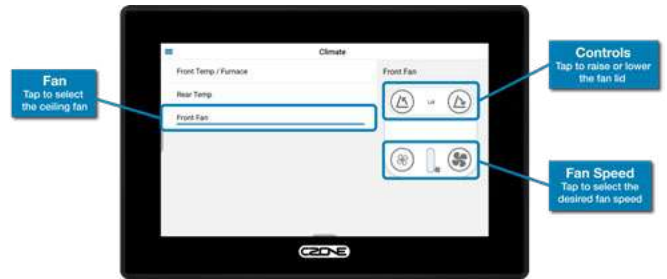 Climate
Front Temp / Furnace
Rear Temp
Front Fan
Front Fan
Lid
CZONE
Fan
Tap to select
the ceiling fan
Controls
Tap to raise or lower
the fan lid
Fan Speed
Tap to select the
desired fan speed